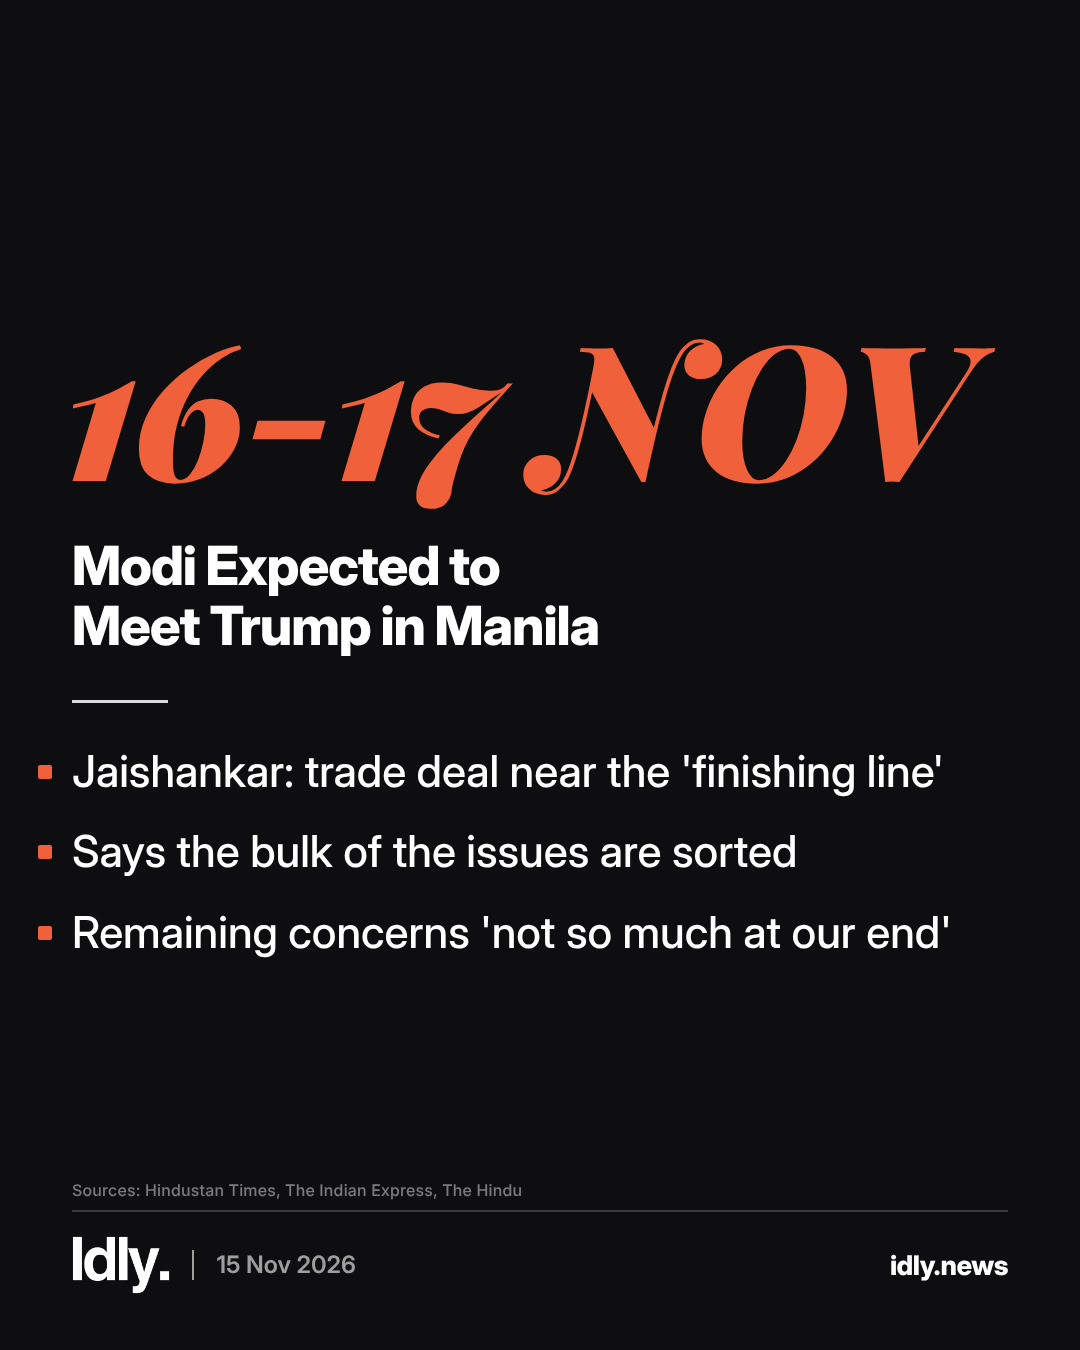 16-17 NOV
Modi Expected to
Meet Trump in Manila
Jaishankar: trade deal near the 'finishing line'
Says the bulk of the issues are sorted
Remaining concerns 'not so much at our end'
Sources: Hindustan Times, The Indian Express, The Hindu
Idly. | 15 Nov 2026 idly.news